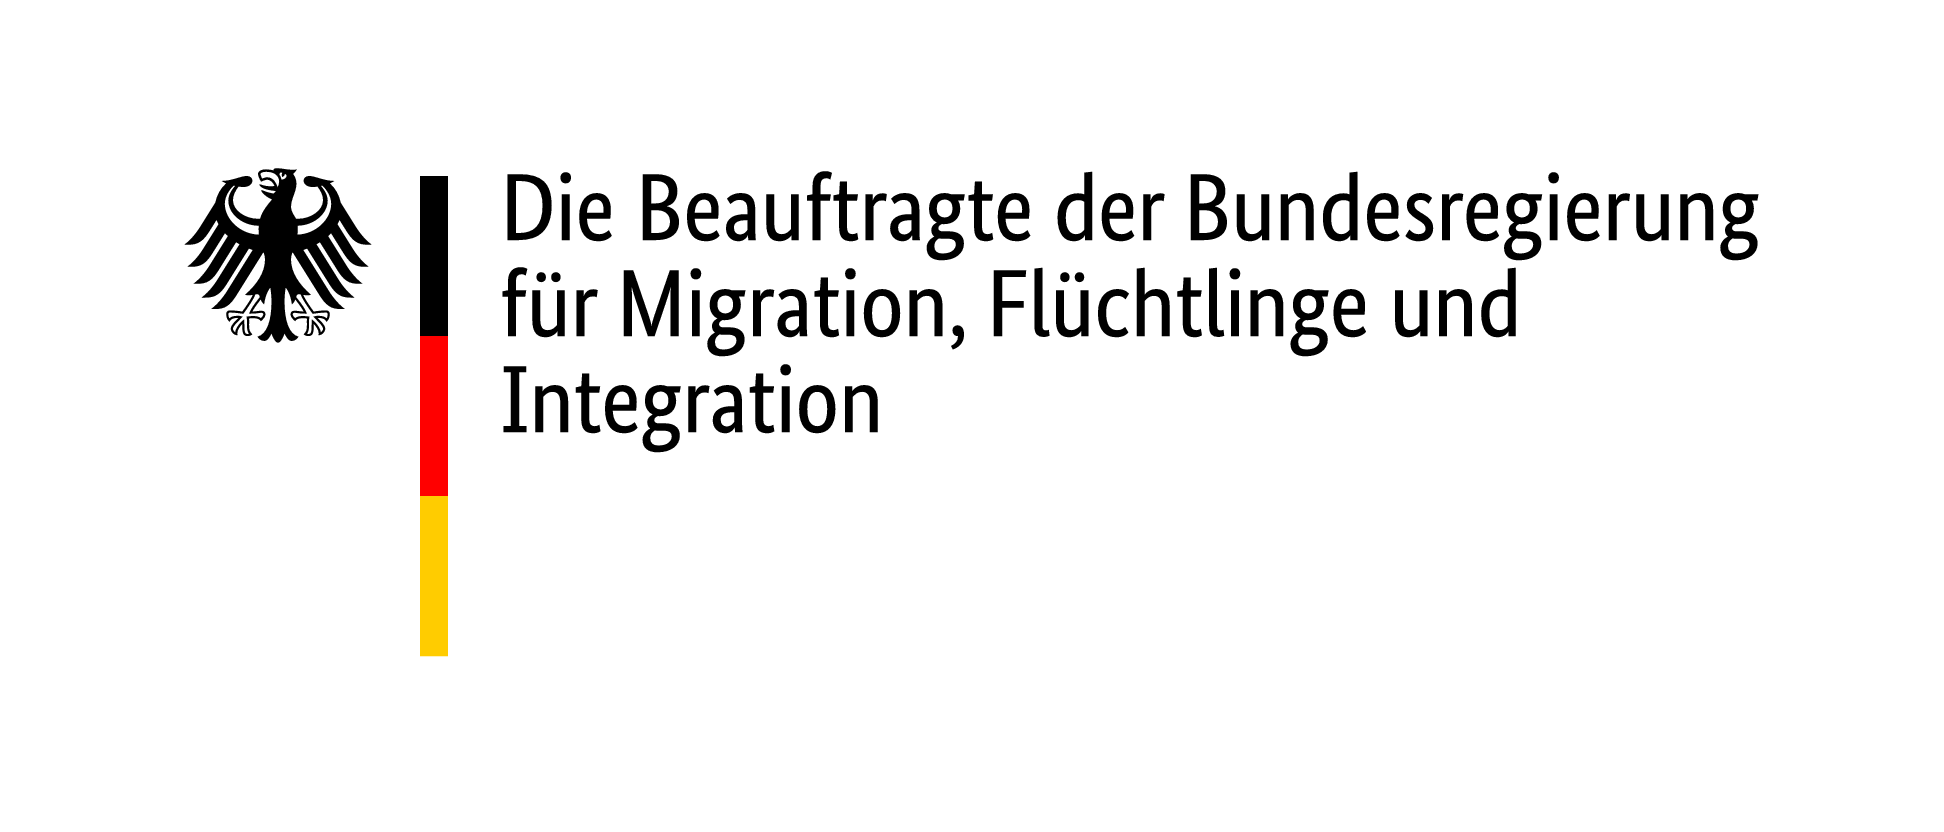 Die Beauftragte der Bundesregierung
für Migration, Flüchtlinge und
Integration